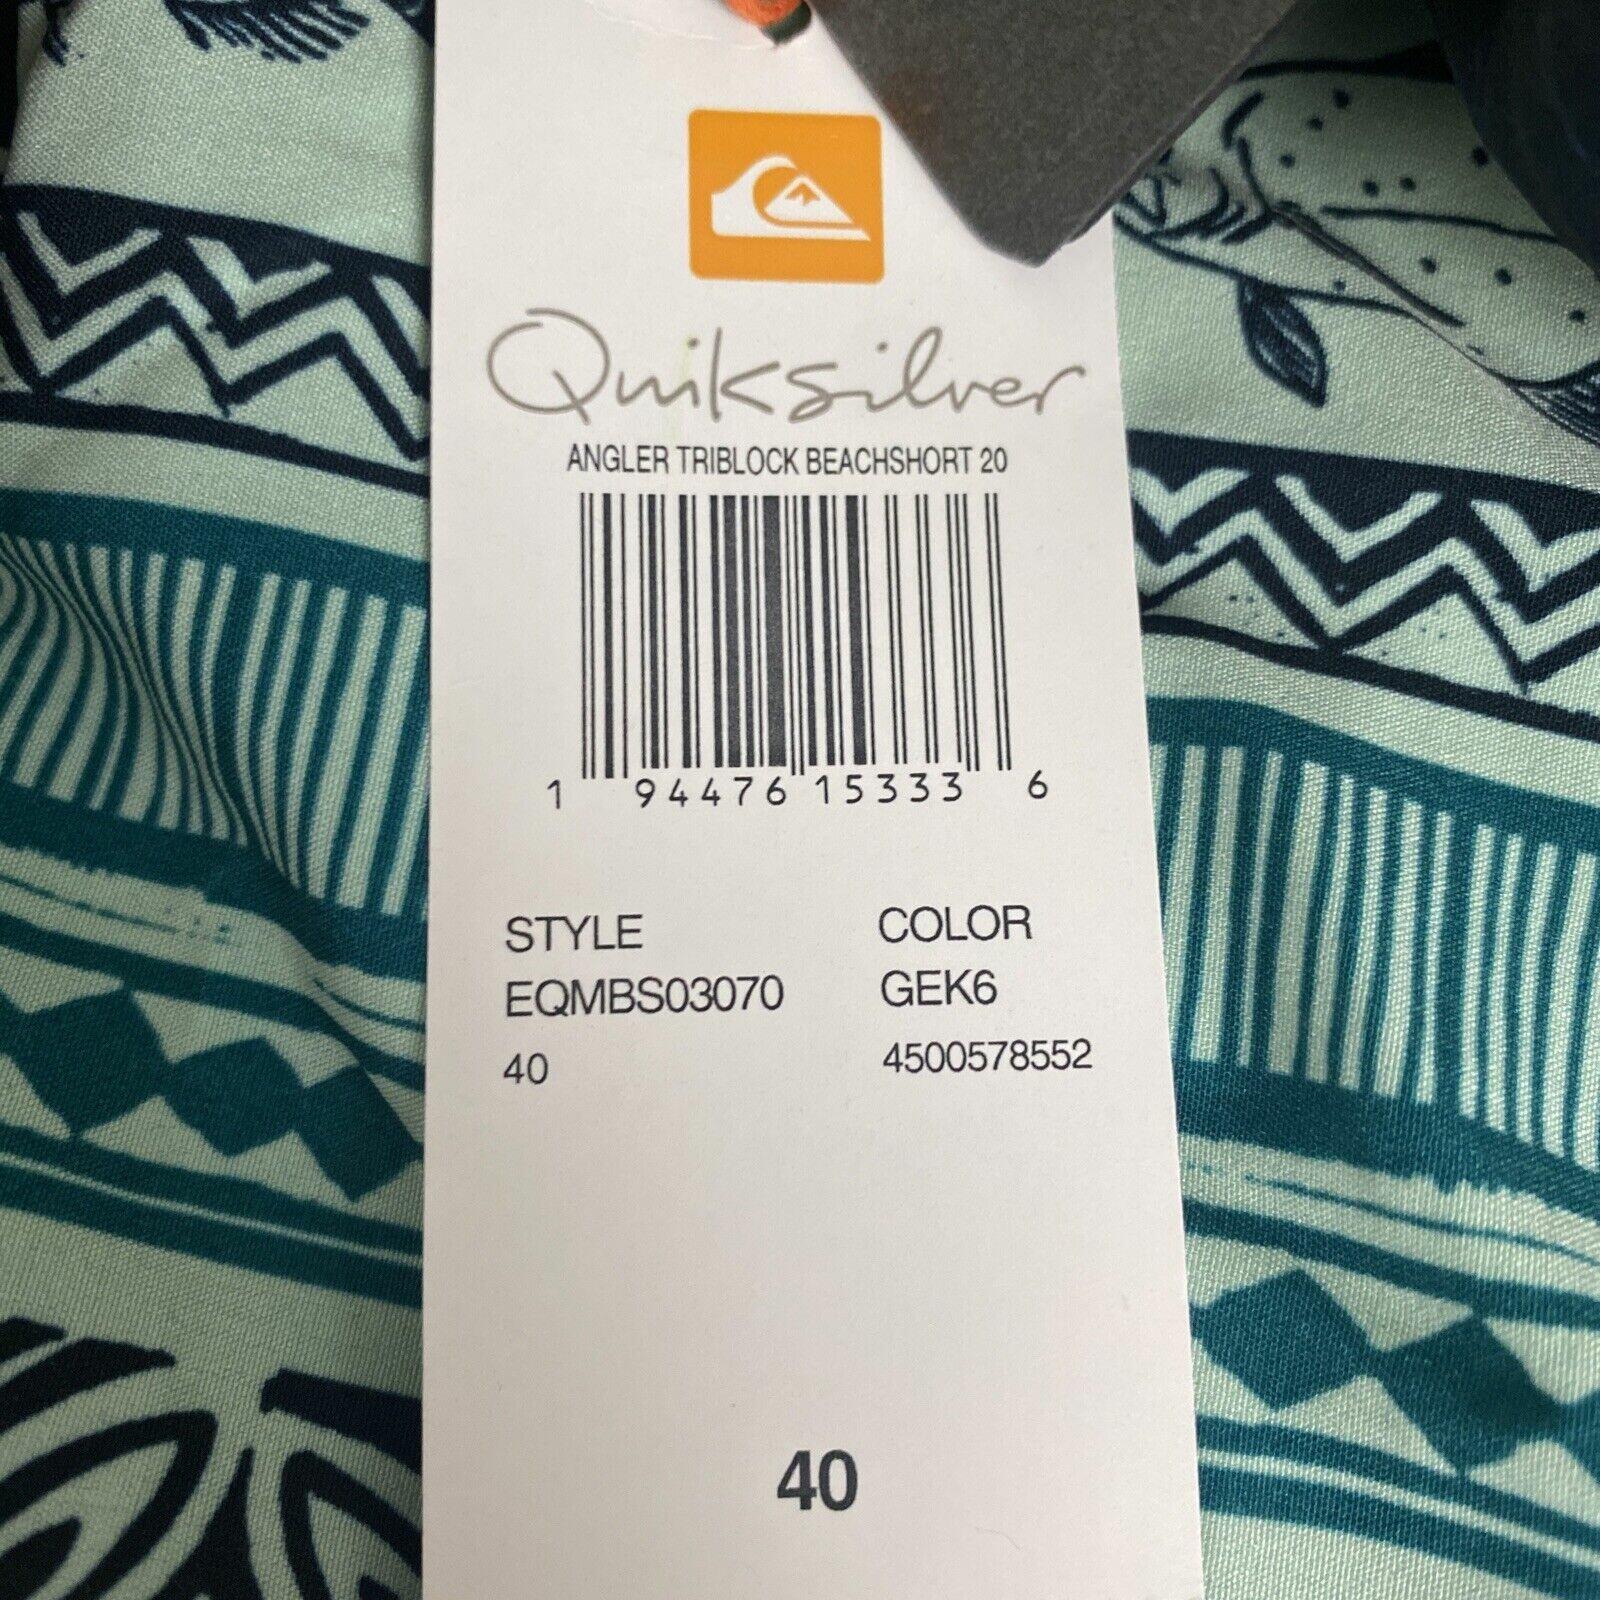 Quiksilver
ANGLER TRIBLOCK BEACHSHORT 20
1 94476 15333 6
STYLE COLOR
EQMBS03070 GEK6
40 4500578552
40